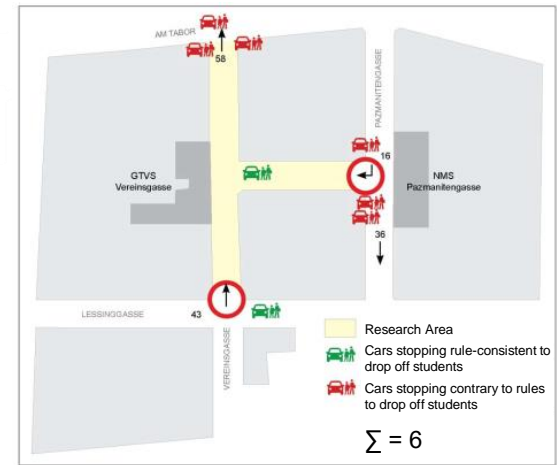 AM TABOR
58
PAZMANITENGASSE
16
GTVS
Vereinsgasse
NMS
Pazmanitengasse
36
LESSINGGASSE
43
VEREINSGASSE
Research Area
Cars stopping rule-consistent to
drop off students
Cars stopping contrary to rules
to drop off students
∑ = 6